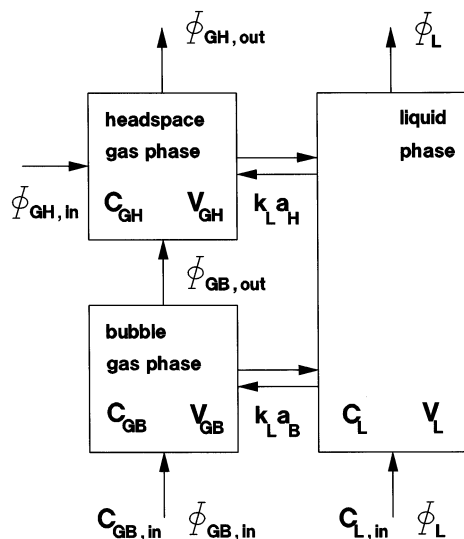 Φ_GH,out
Φ_L
headspace
gas phase
C_GH V_GH
liquid
phase
Φ_GH,in
k_L a_H
Φ_GB,out
bubble
gas phase
C_GB V_GB
k_L a_B
C_L V_L
C_GB,in Φ_GB,in
C_L,in Φ_L